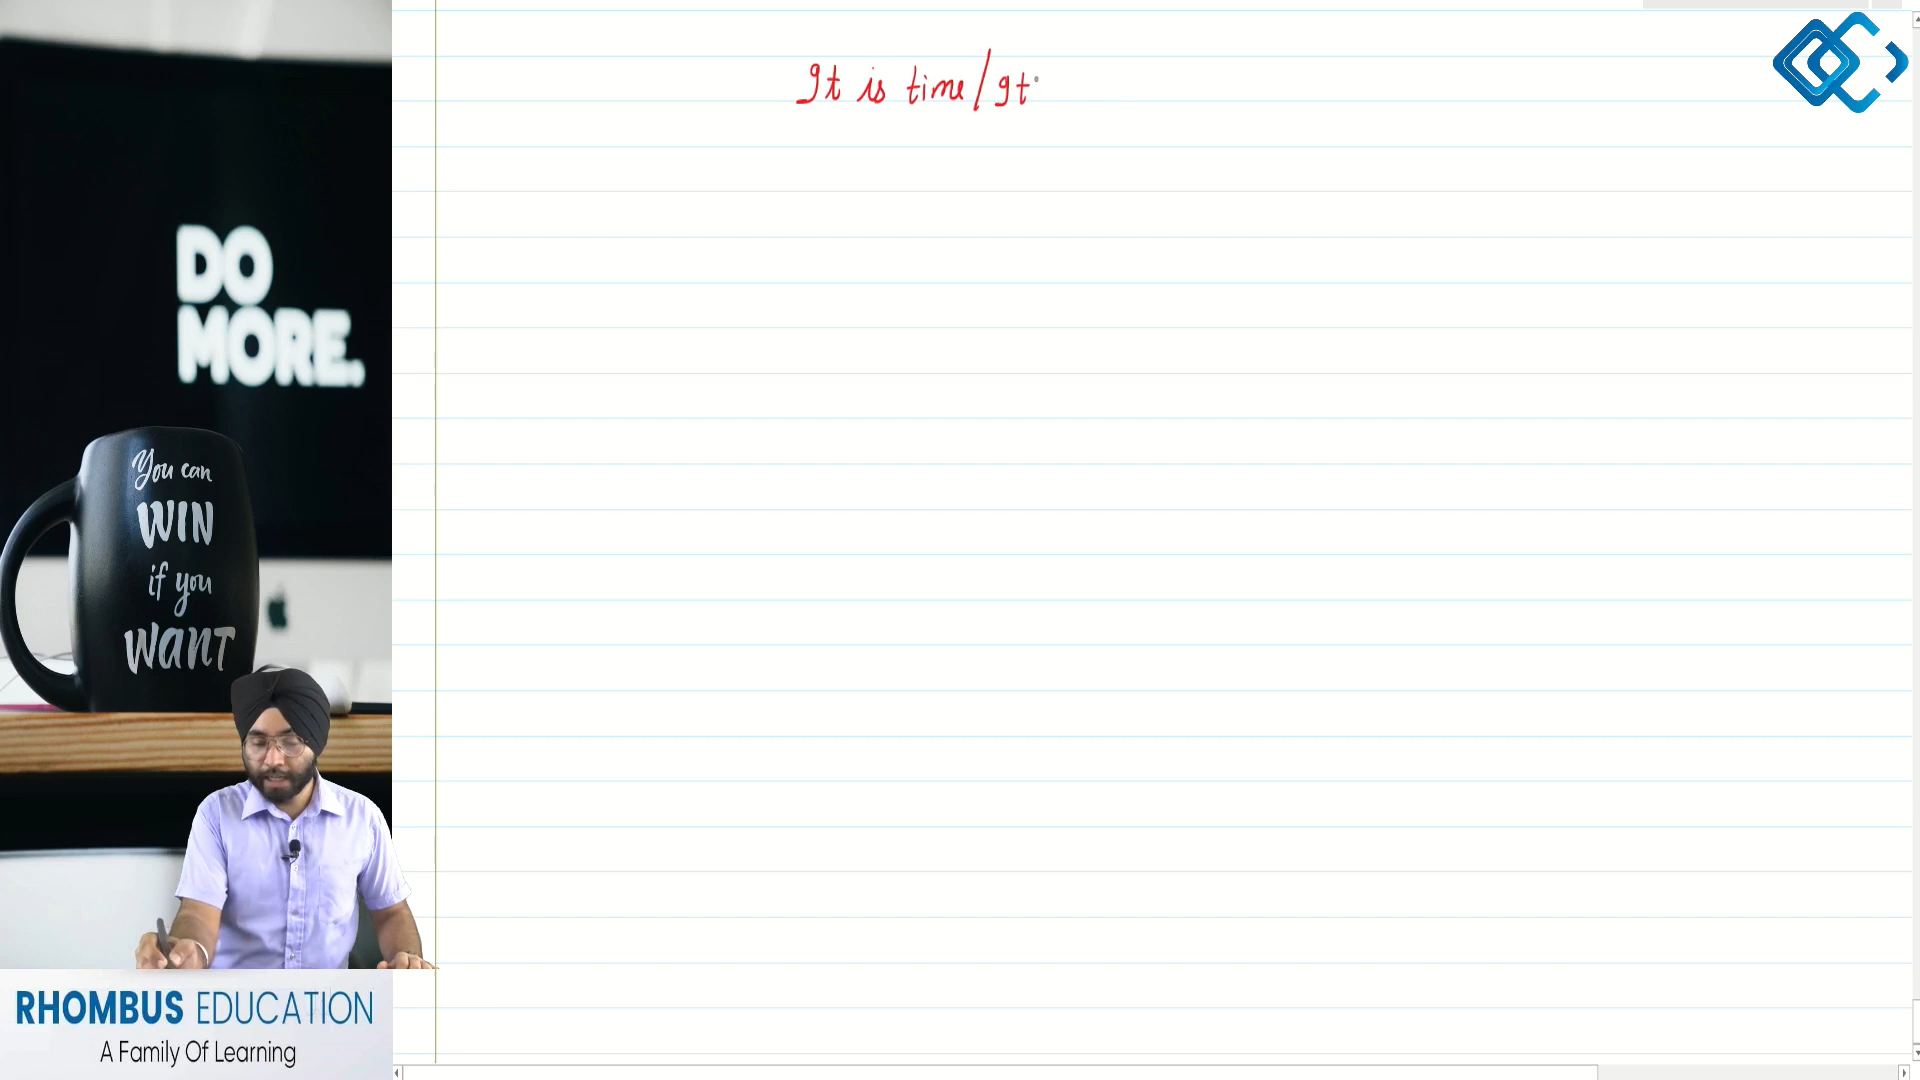 It is time/It
DO
MORE.
You can
WIN
if you
WANT
RHOMBUS EDUCATION
A Family Of Learning